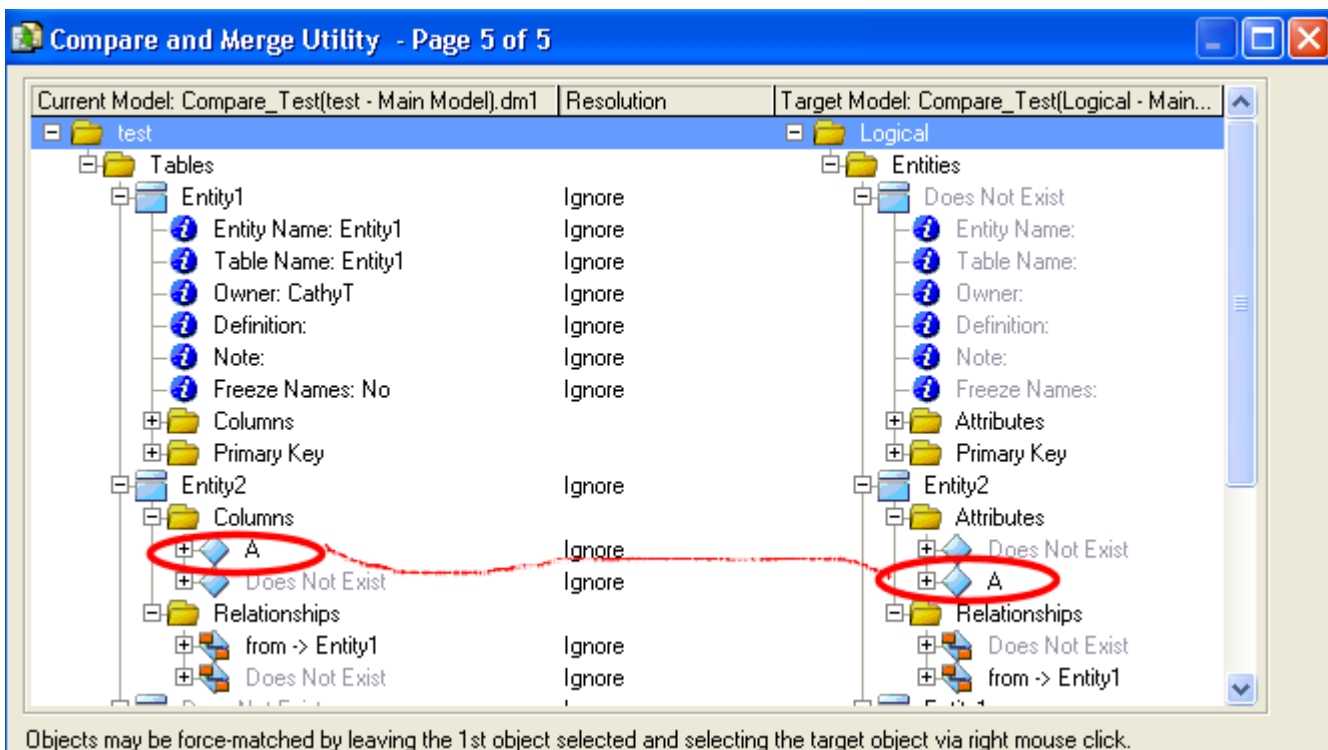 Compare and Merge Utility - Page 5 of 5
Current Model: Compare_Test(test - Main Model).dm1 Resolution Target Model: Compare_Test(Logical - Main...
test Logical
Tables Entities
Entity1 Ignore Does Not Exist
Entity Name: Entity1 Ignore Entity Name:
Table Name: Entity1 Ignore Table Name:
Owner: CathyT Ignore Owner:
Definition: Ignore Definition:
Note: Ignore Note:
Freeze Names: No Ignore Freeze Names:
Columns Attributes
Primary Key Primary Key
Entity2 Ignore Entity2
Columns Attributes
A Ignore Does Not Exist
Does Not Exist Ignore A
Relationships Relationships
from -> Entity1 Ignore Does Not Exist
Does Not Exist Ignore from -> Entity1
Objects may be force-matched by leaving the 1st object selected and selecting the target object via right mouse click.